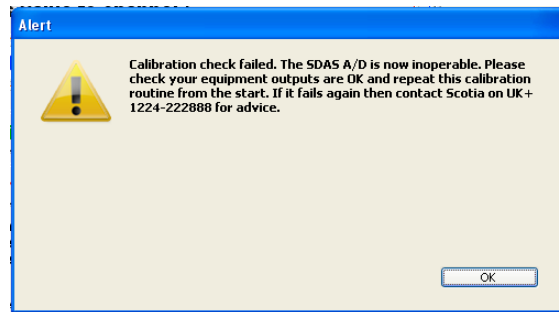 Alert
Calibration check failed. The SDAS A/D is now inoperable. Please
check your equipment outputs are OK and repeat this calibration
routine from the start. If it fails again then contact Scotia on UK+
1224-222888 for advice.
OK